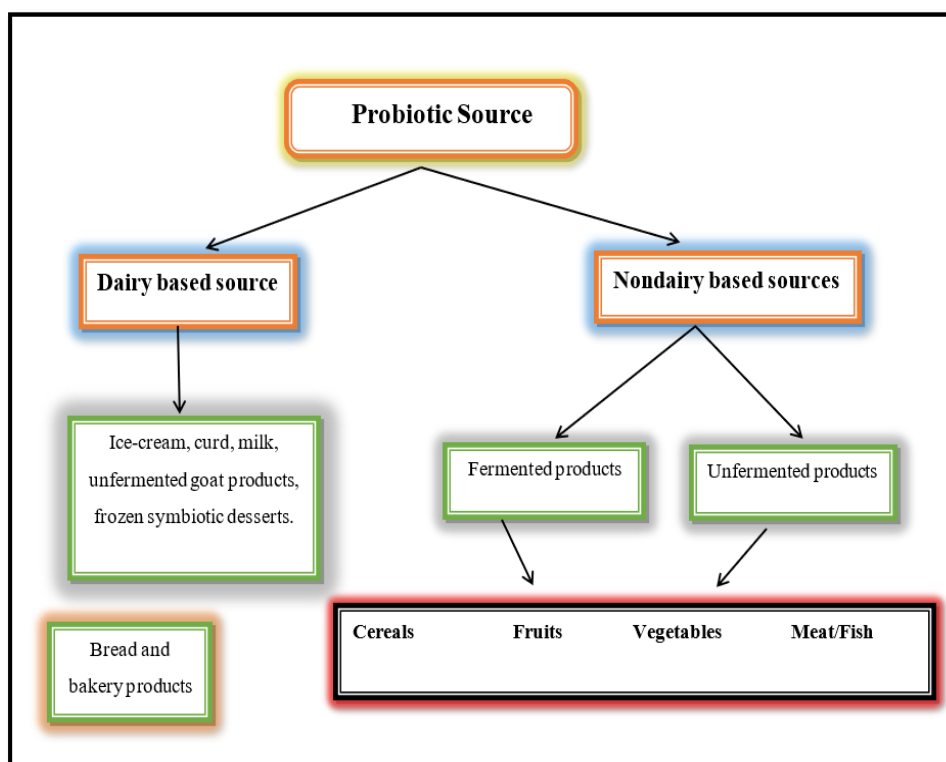 Probiotic Source
Dairy based source
Nondairy based sources
Ice-cream, curd, milk,
unfermented goat products,
frozen symbiotic desserts.
Fermented products
Unfermented products
Cereals Fruits Vegetables Meat/Fish
Bread and
bakery products